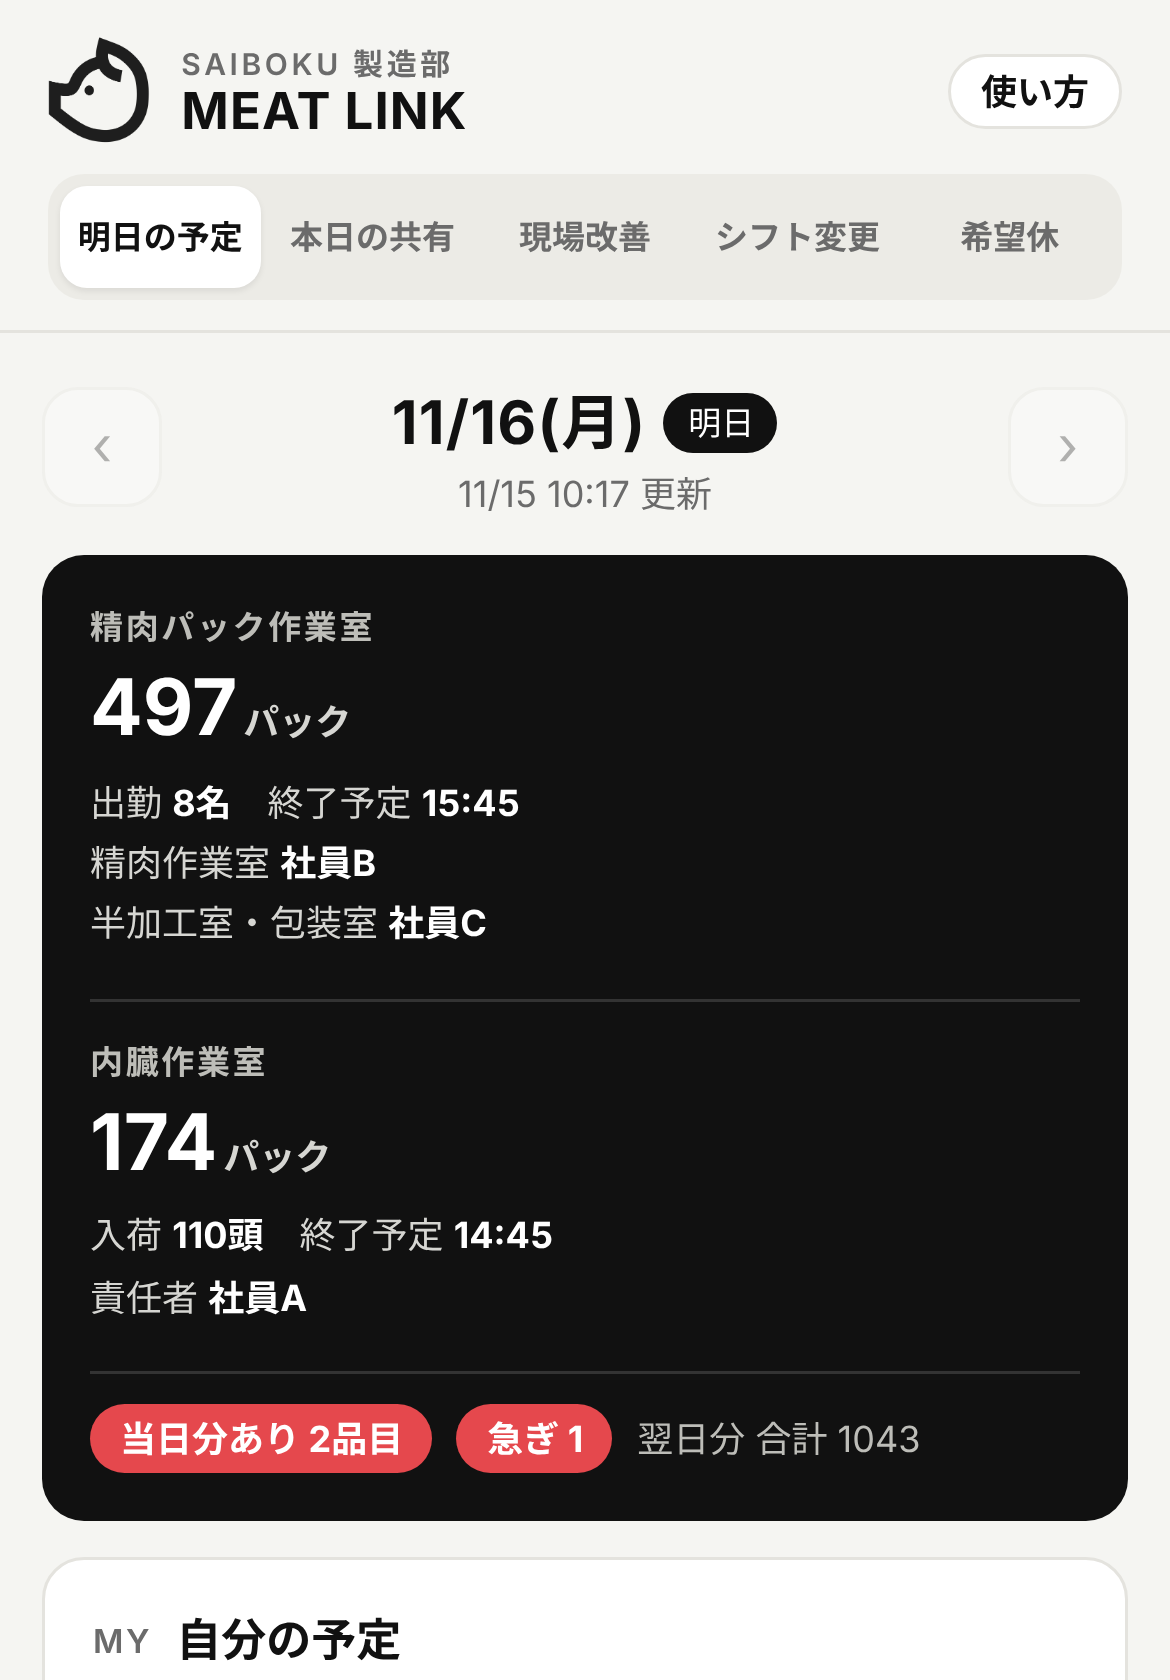 SAIBOKU 製造部
MEAT LINK
使い方
明日の予定 本日の共有 現場改善 シフト変更 希望休
‹
11/16(月) 明日
11/15 10:17 更新
›
精肉パック作業室
497 パック
出勤 8名 終了予定 15:45
精肉作業室 社員B
半加工室・包装室 社員C
内臓作業室
174 パック
入荷 110頭 終了予定 14:45
責任者 社員A
当日分あり 2品目 急ぎ 1 翌日分 合計 1043
MY 自分の予定